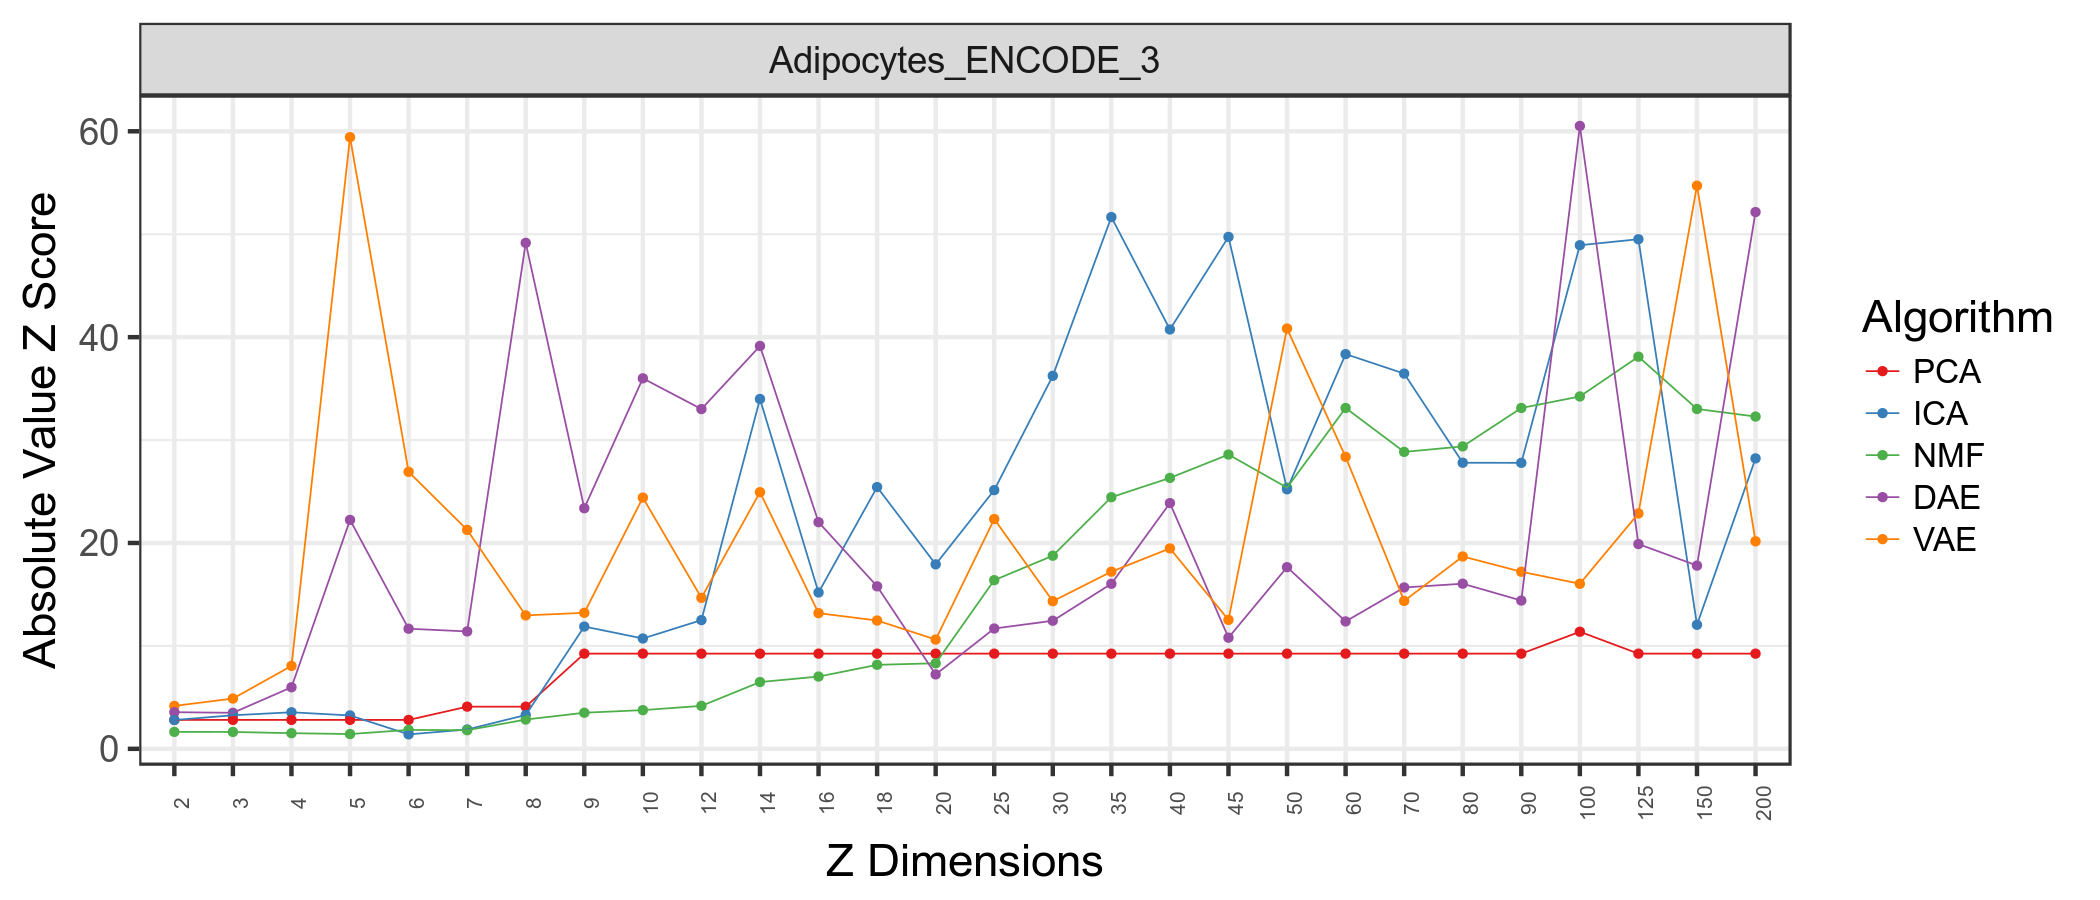 Adipocytes_ENCODE_3
Absolute Value Z Score
60
40
20
0
2 3 4 5 6 7 8 9 10 12 14 16 18 20 25 30 35 40 45 50 60 70 80 90 100 125 150 200
Z Dimensions
Algorithm
PCA
ICA
NMF
DAE
VAE